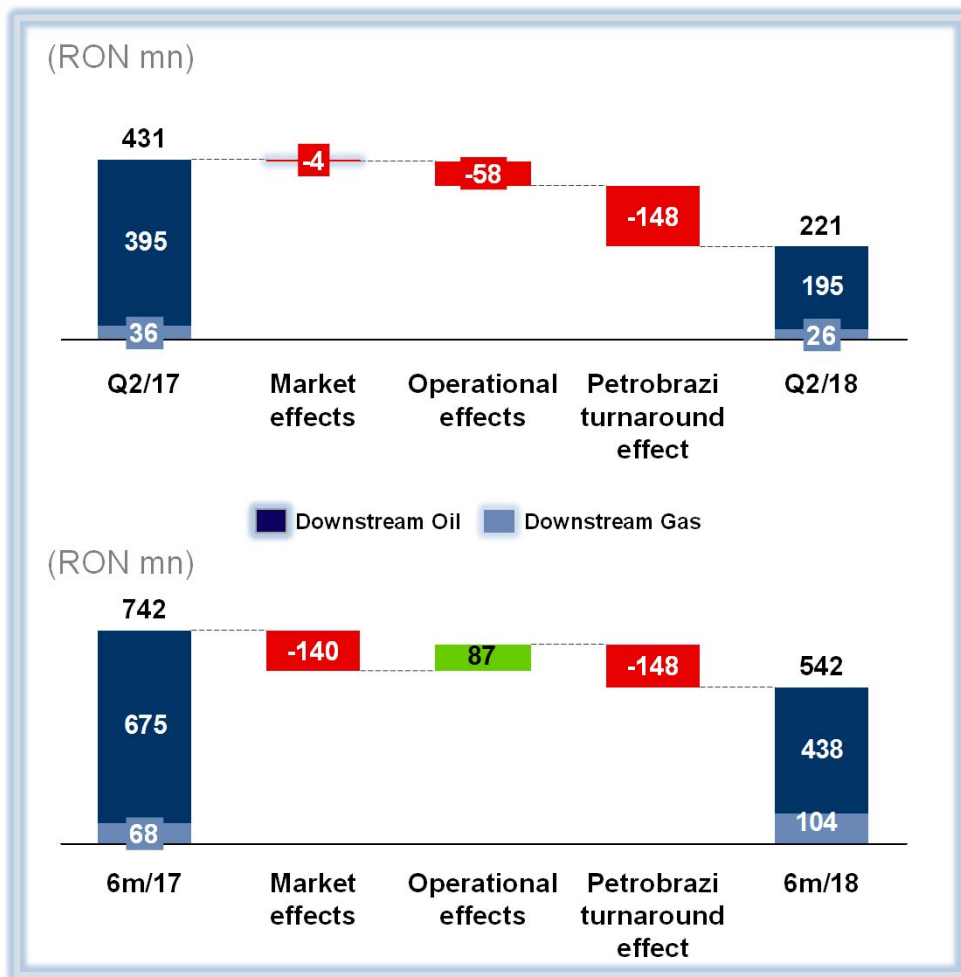 (RON mn)
431
-4
-58
395
-148
221
195
36
26
Q2/17
Market
effects
Operational
effects
Petrobrazi
turnaround
effect
Q2/18
Downstream Oil
Downstream Gas
(RON mn)
742
-140
87
-148
542
675
438
68
104
6m/17
Market
effects
Operational
effects
Petrobrazi
turnaround
effect
6m/18